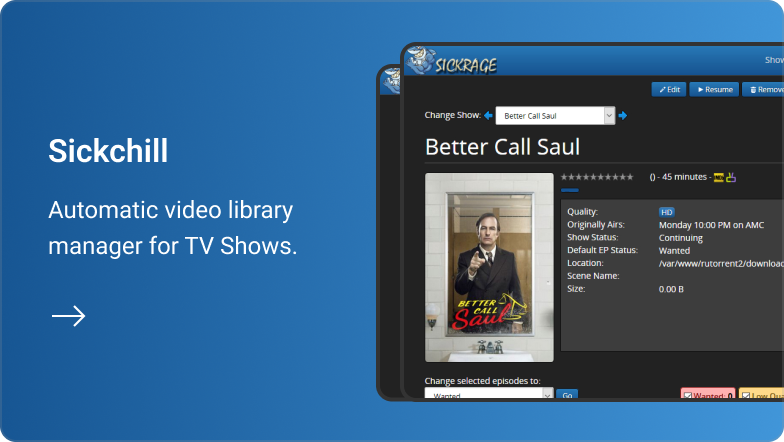 Sickchill
Automatic video library
manager for TV Shows.
SICKRAGE
Show
Edit
Resume
Remove
Change Show:
Better Call Saul
Better Call Saul
() - 45 minutes -
Quality: HD
Originally Airs: Monday 10:00 PM on AMC
Show Status: Continuing
Default EP Status: Wanted
Location: /var/www/rutorrent2/download
Scene Name:
Size: 0.00 B
BETTER
CALL
Saul
Change selected episodes to:
Wanted
Go
Wanted: 0
Low Qua